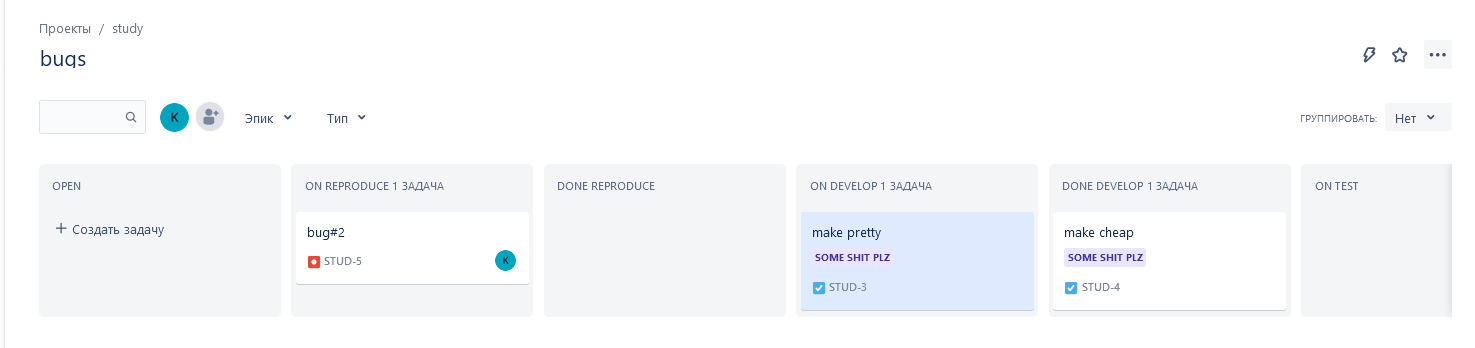 Проекты / study
bugs
K
Эпик
Тип
ГРУППИРОВАТЬ:
Нет
OPEN
ON REPRODUCE 1 ЗАДАЧА
DONE REPRODUCE
ON DEVELOP 1 ЗАДАЧА
DONE DEVELOP 1 ЗАДАЧА
ON TEST
+ Создать задачу
bug#2
STUD-5
K
make pretty
SOME SHIT PLZ
STUD-3
make cheap
SOME SHIT PLZ
STUD-4